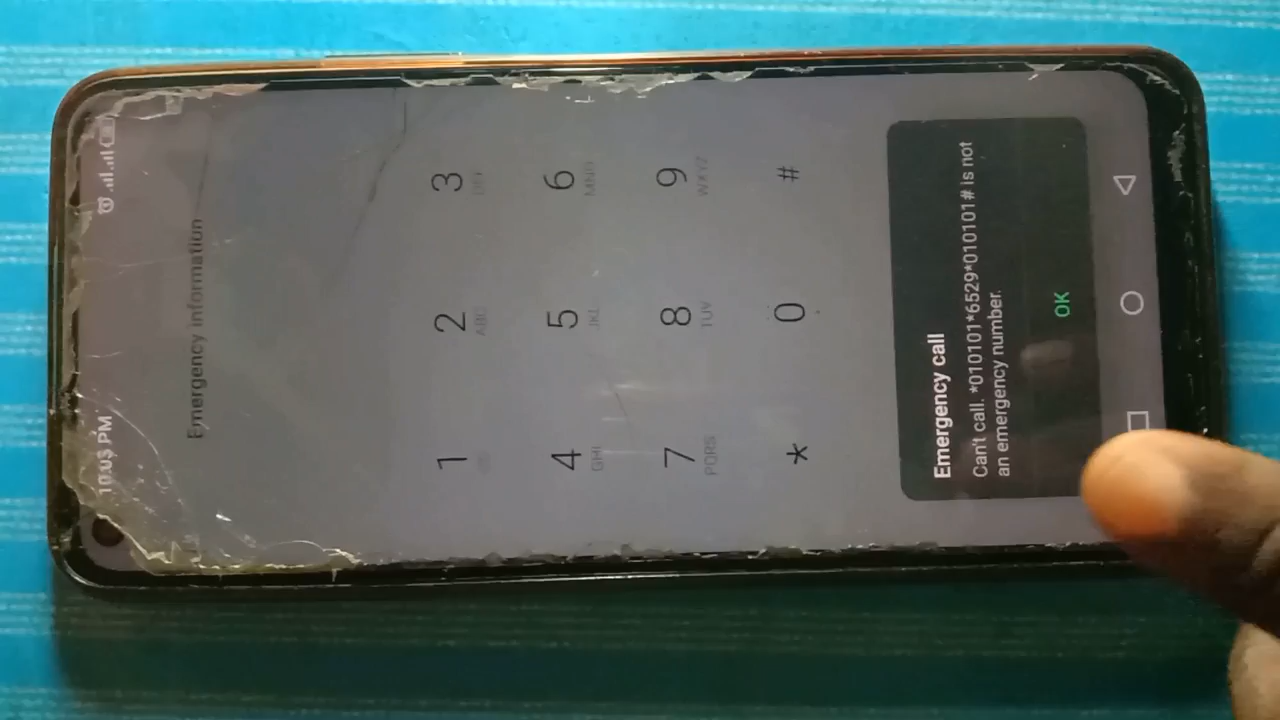 10:05 PM
Emergency information
1
2
ABC
3
DEF
4
GHI
5
JKL
6
MNO
7
PQRS
8
TUV
9
WXYZ
*
0
#
Emergency call
Can't call. *010101*6529*010101# is not
an emergency number.
OK